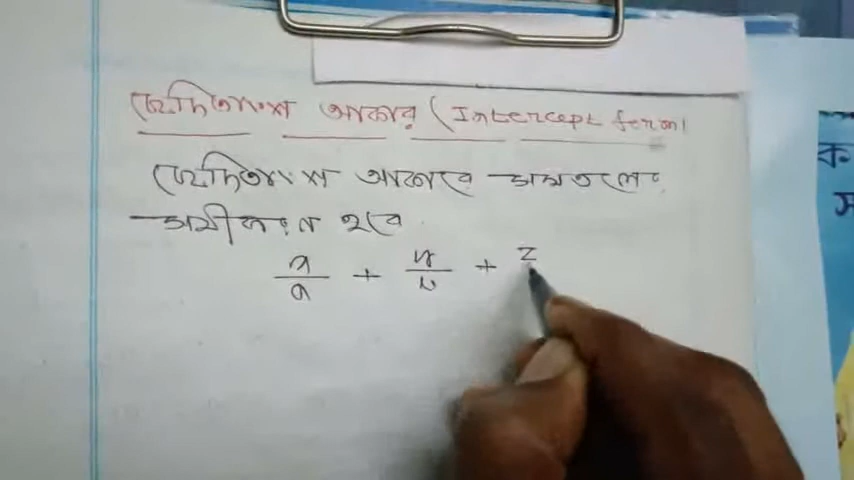 ছেদিতাংশ আকার (Intercept form)
ছেদিতাংশ আকারে সমতলের
সমীকরণ হবে
x/a + y/b + z
ক
স